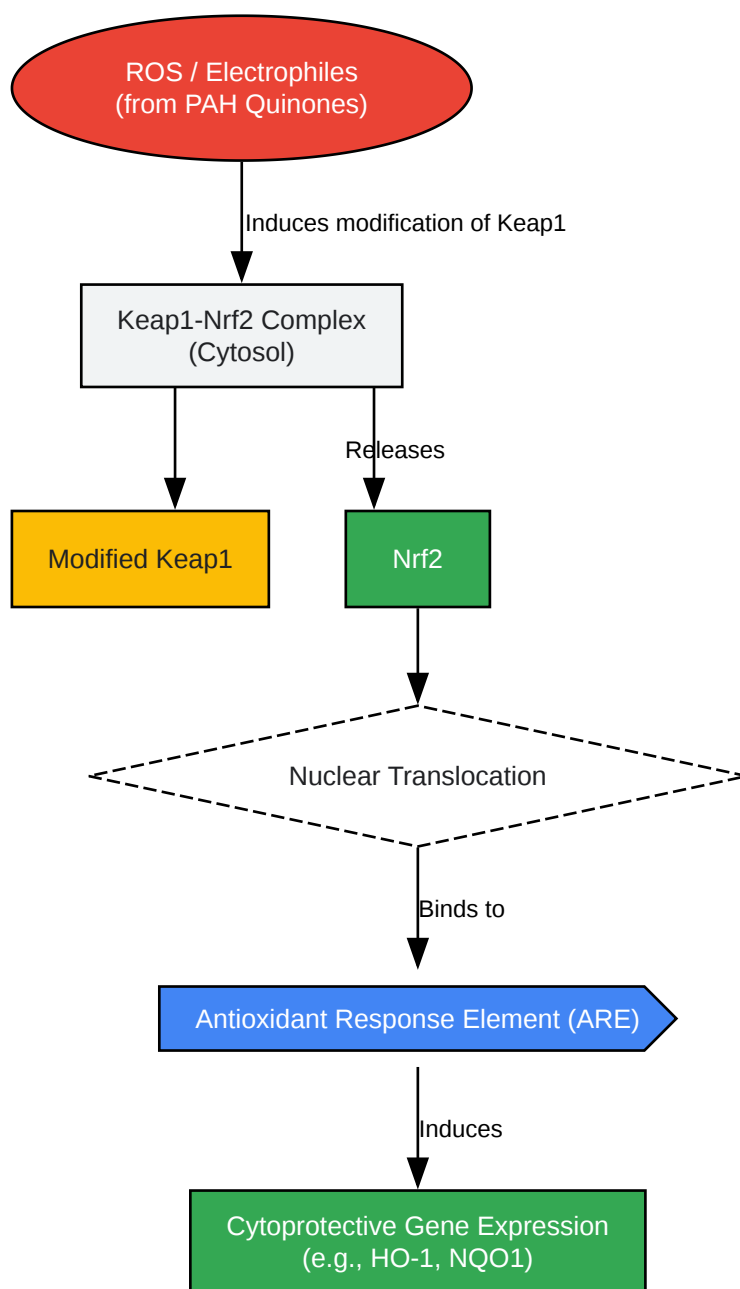 ROS / Electrophiles
(from PAH Quinones)
Induces modification of Keap1
Keap1-Nrf2 Complex
(Cytosol)
Releases
Modified Keap1
Nrf2
Nuclear Translocation
Binds to
Antioxidant Response Element (ARE)
Induces
Cytoprotective Gene Expression
(e.g., HO-1, NQO1)